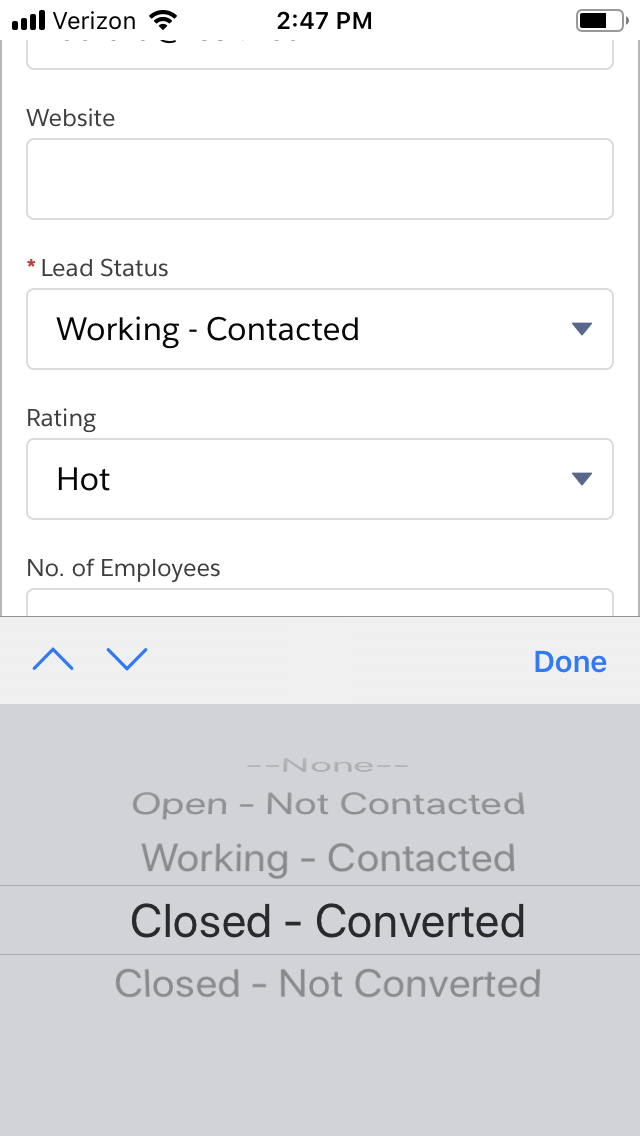 Verizon 2:47 PM
Website
* Lead Status
Working - Contacted
Rating
Hot
No. of Employees
Done
--None--
Open - Not Contacted
Working - Contacted
Closed - Converted
Closed - Not Converted